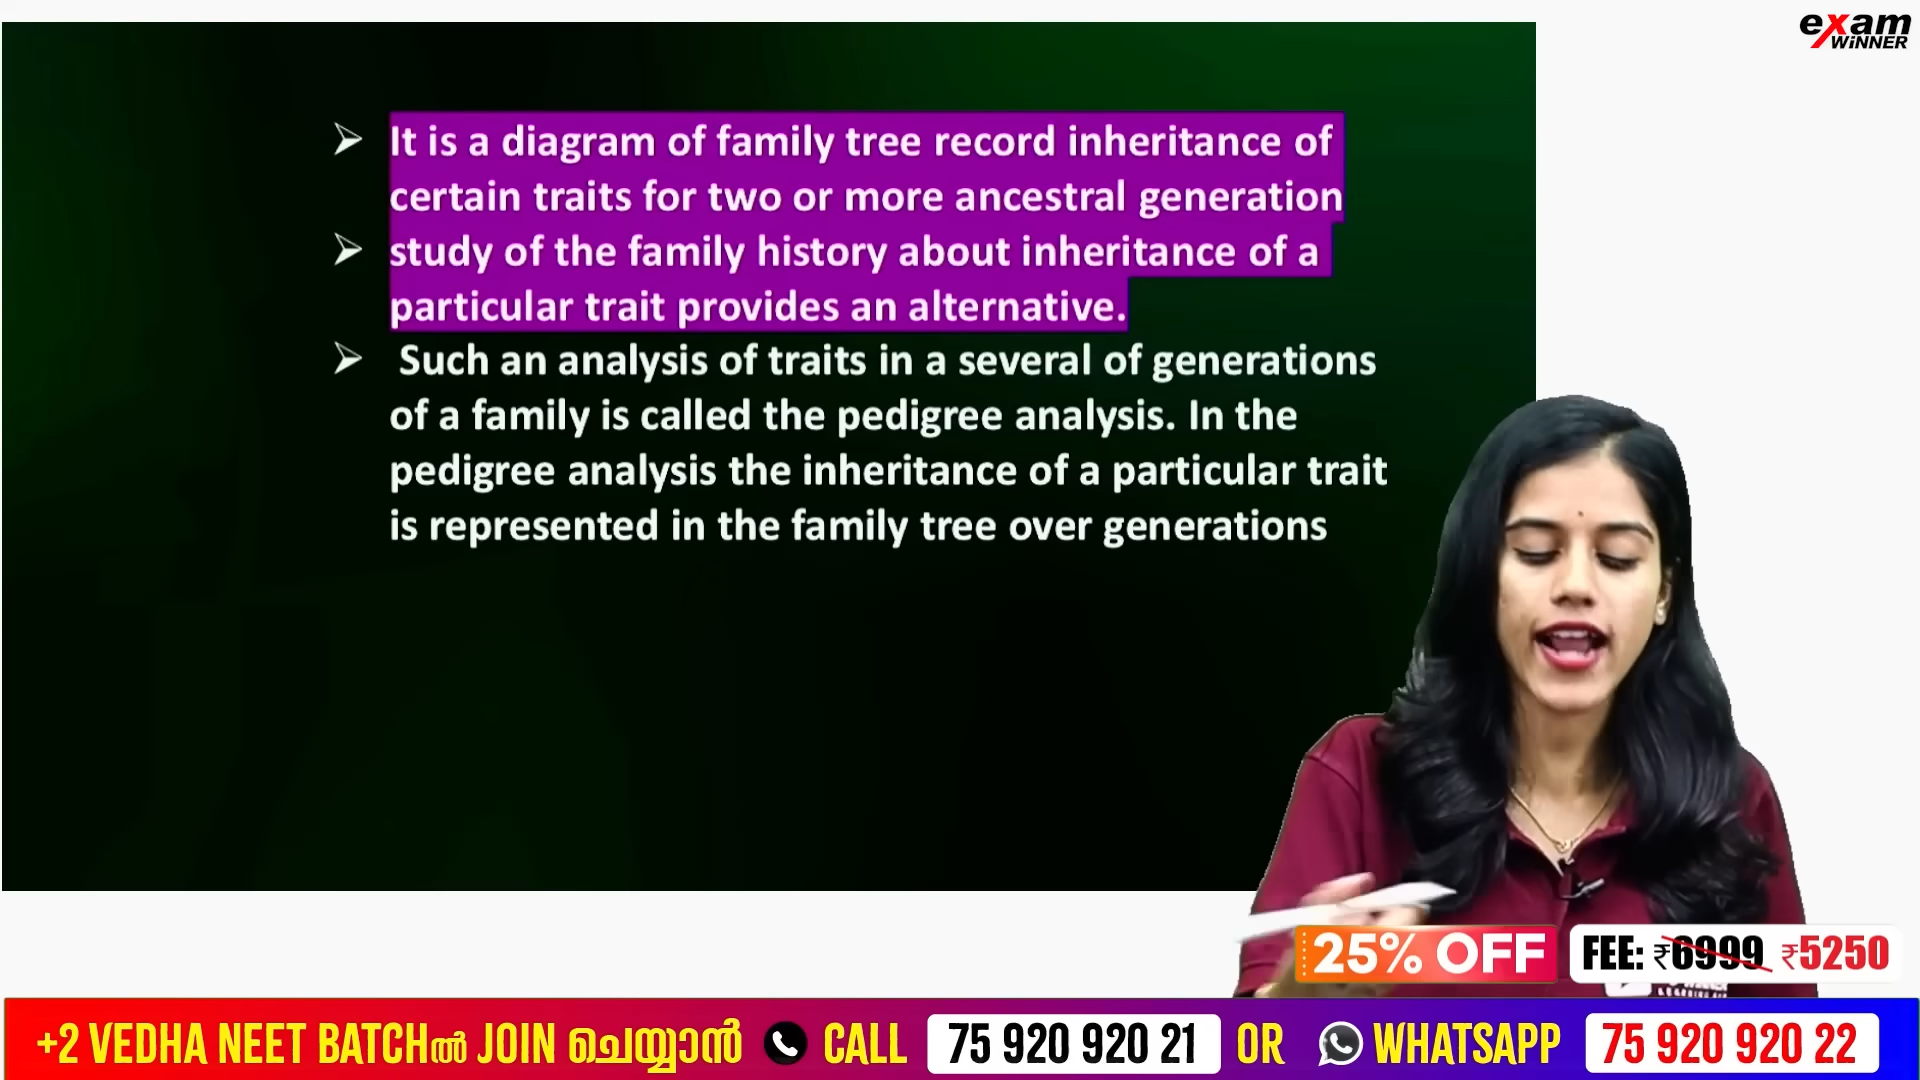 exam
WiNNER
➢ It is a diagram of family tree record inheritance of
certain traits for two or more ancestral generation
➢ study of the family history about inheritance of a
particular trait provides an alternative.
➢ Such an analysis of traits in a several of generations
of a family is called the pedigree analysis. In the
pedigree analysis the inheritance of a particular trait
is represented in the family tree over generations
25% OFF FEE: ₹6999 ₹5250
+2 VEDHA NEET BATCHൽ JOIN ചെയ്യാൻ CALL 75 920 920 21 OR WHATSAPP 75 920 920 22